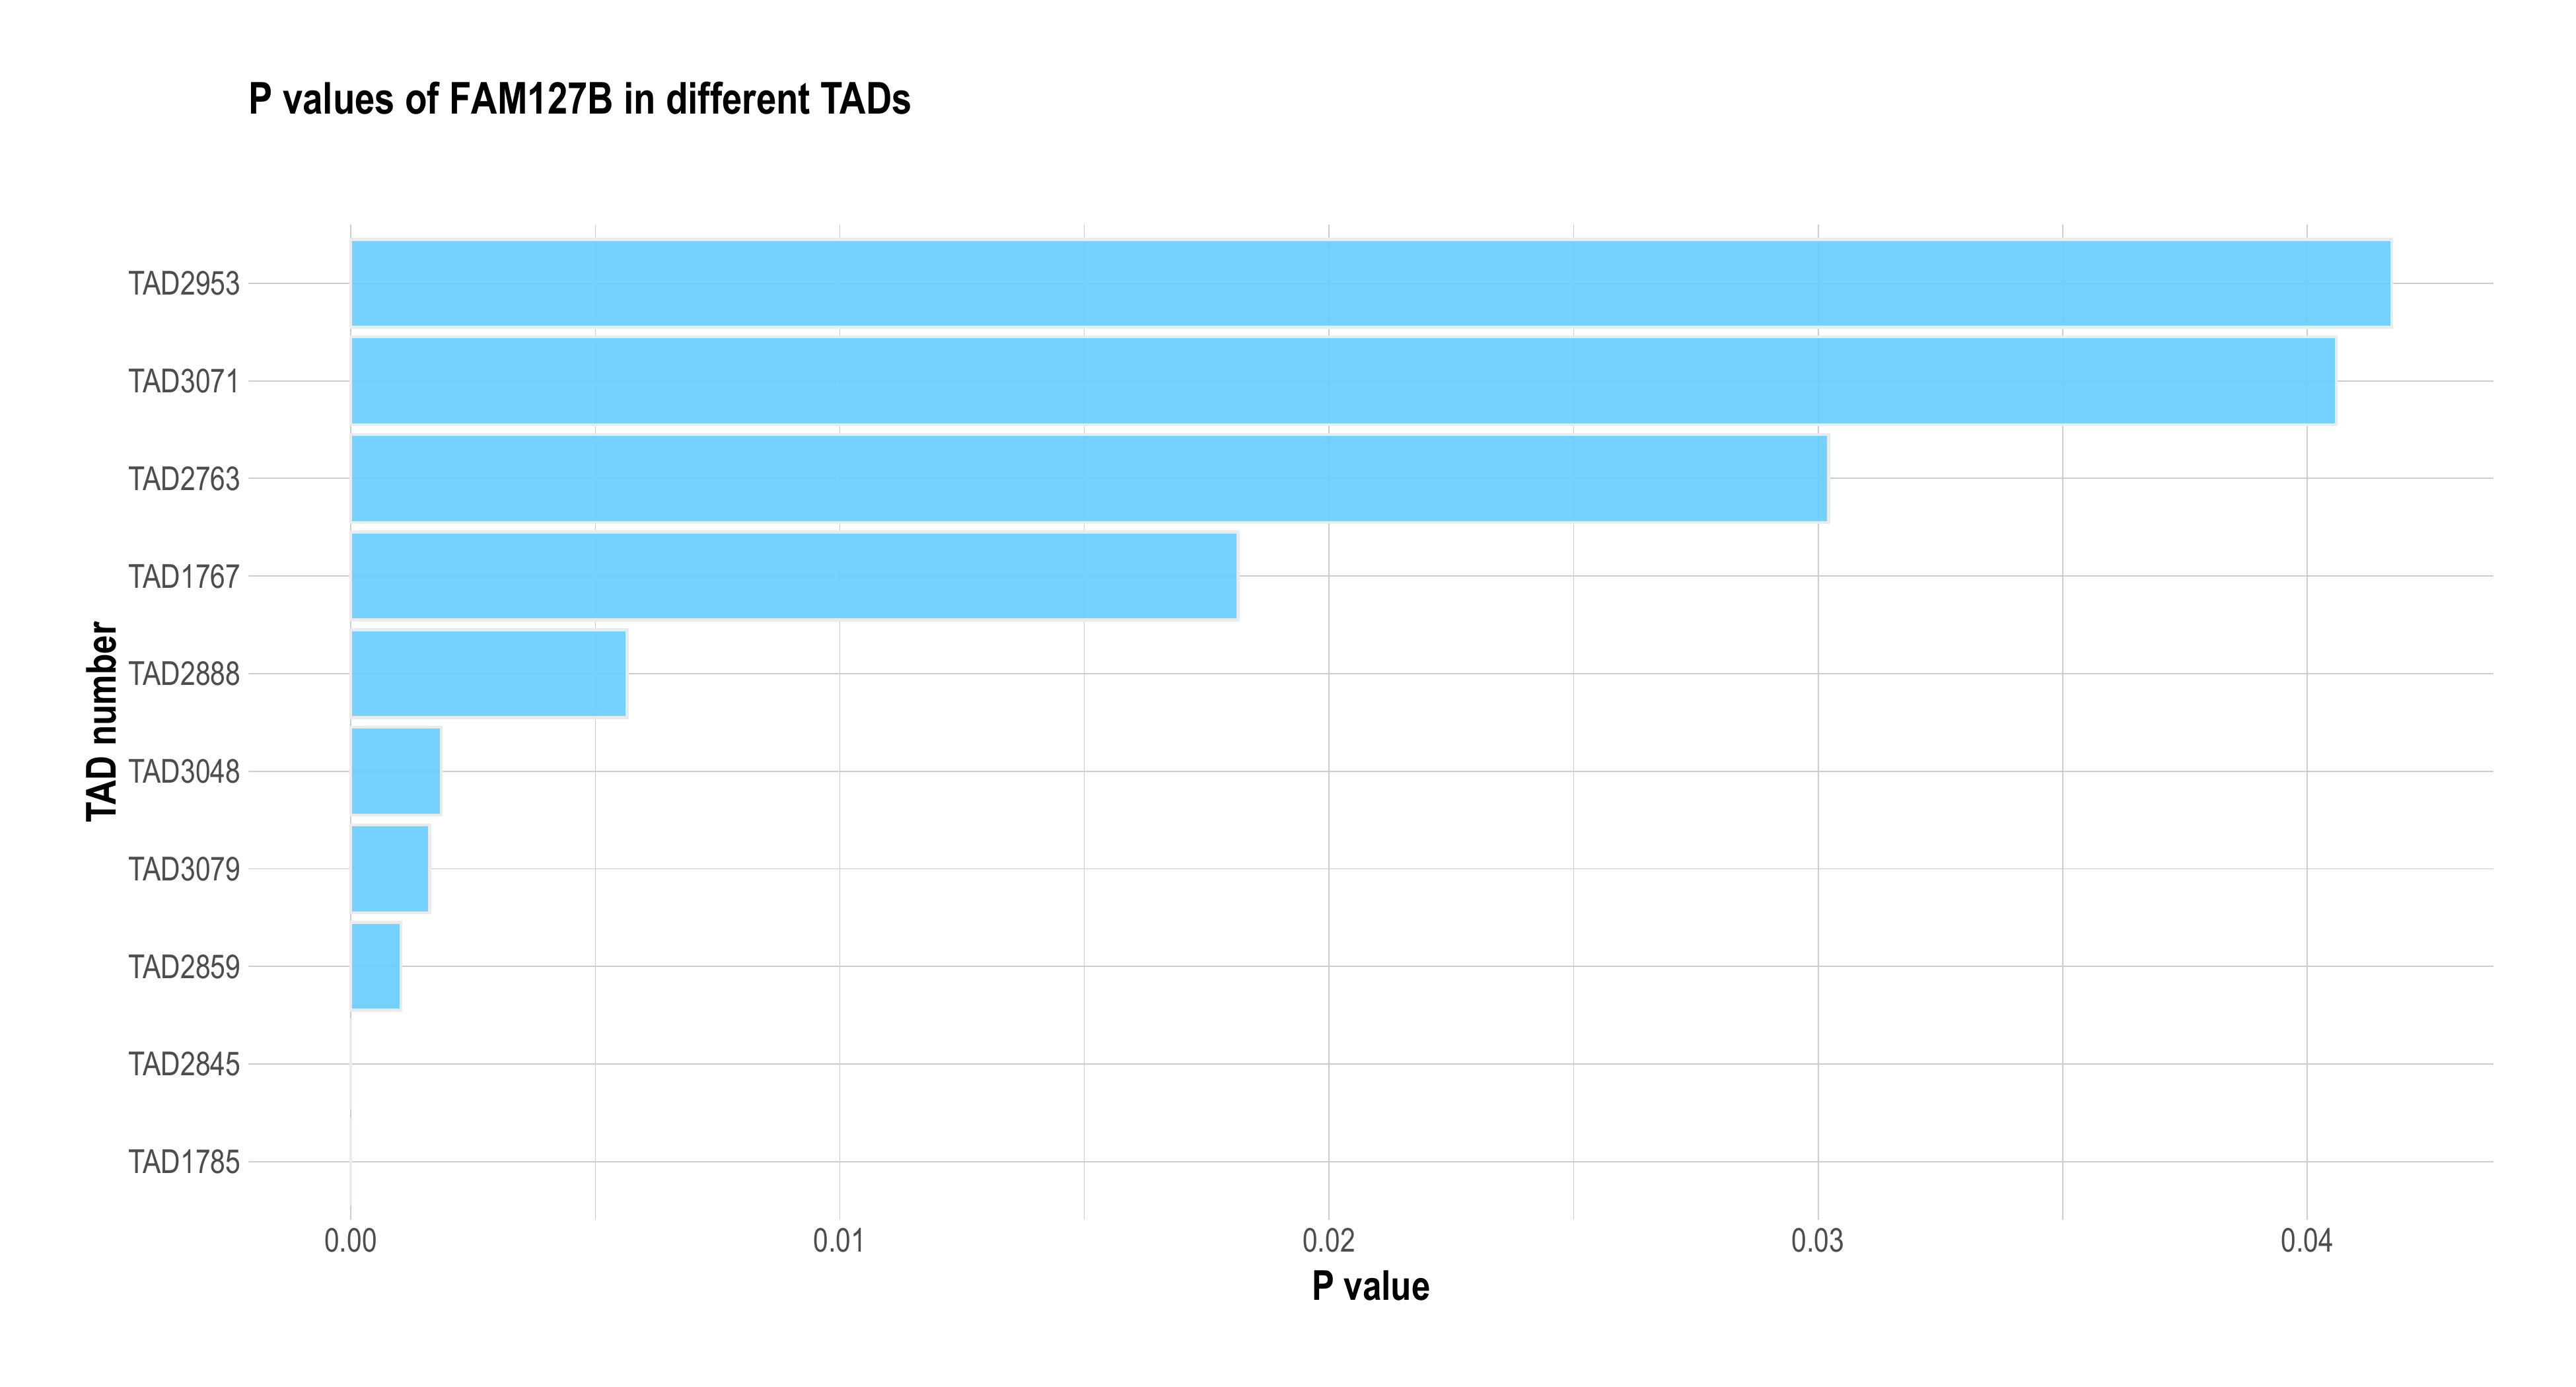 P values of FAM127B in different TADs
TAD number
TAD2953
TAD3071
TAD2763
TAD1767
TAD2888
TAD3048
TAD3079
TAD2859
TAD2845
TAD1785
0.00 0.01 0.02 0.03 0.04
P value